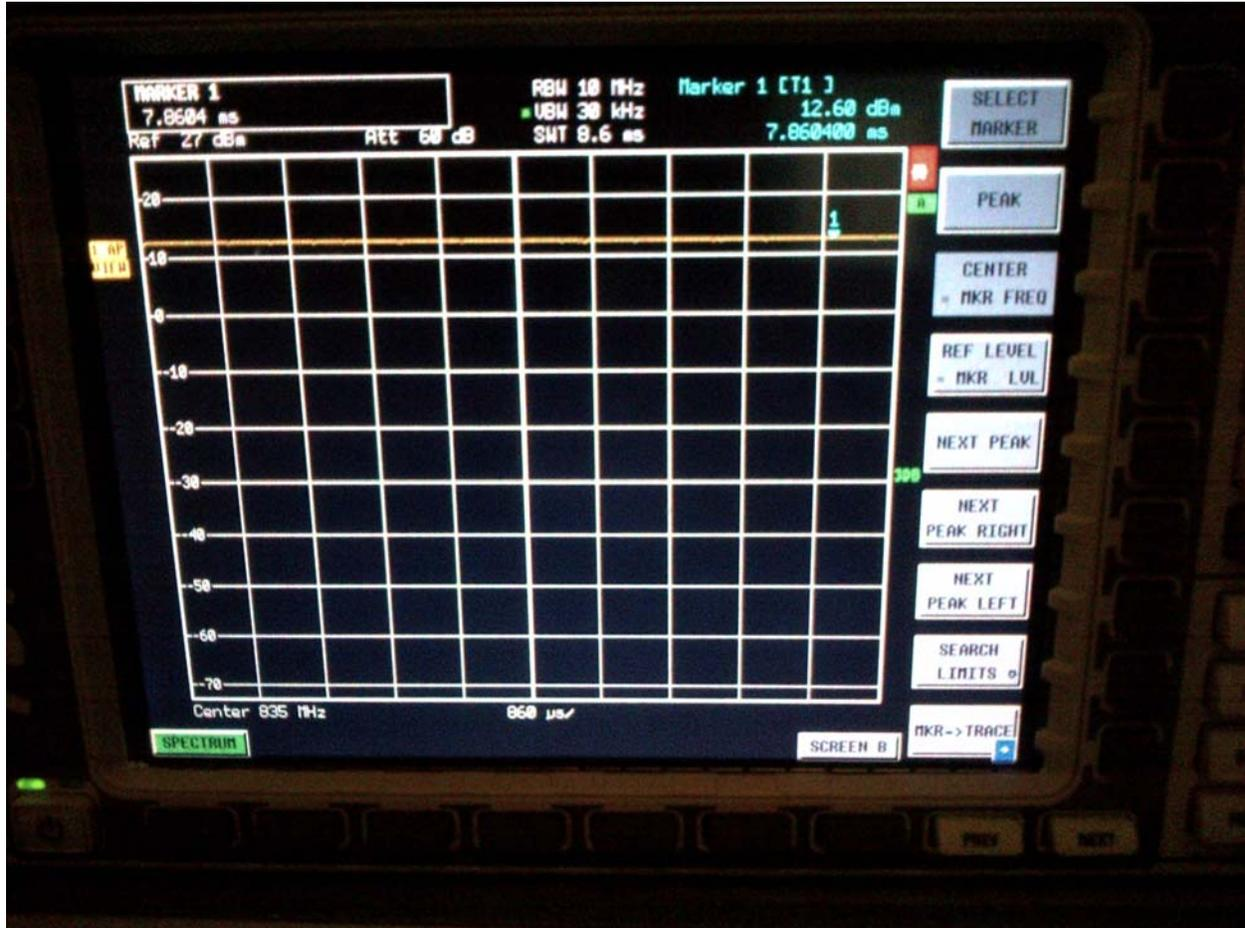 MARKER 1
7.8604 ms
RBW 10 MHz
VBW 30 kHz
SWT 8.6 ms
Marker 1 [T1 ]
12.60 dBm
7.860400 ms
Ref 27 dBm
Att 60 dB
20
10
0
-10
-20
-30
-40
-50
-60
-70
1
A
3DB
AP
VIEW
Center 835 MHz
860 µs/
SPECTRUM
SCREEN B
SELECT
MARKER
PEAK
CENTER
= MKR FREQ
REF LEVEL
= MKR LVL
NEXT PEAK
NEXT
PEAK RIGHT
NEXT
PEAK LEFT
SEARCH
LIMITS
MKR->TRACE
PREV
NEXT